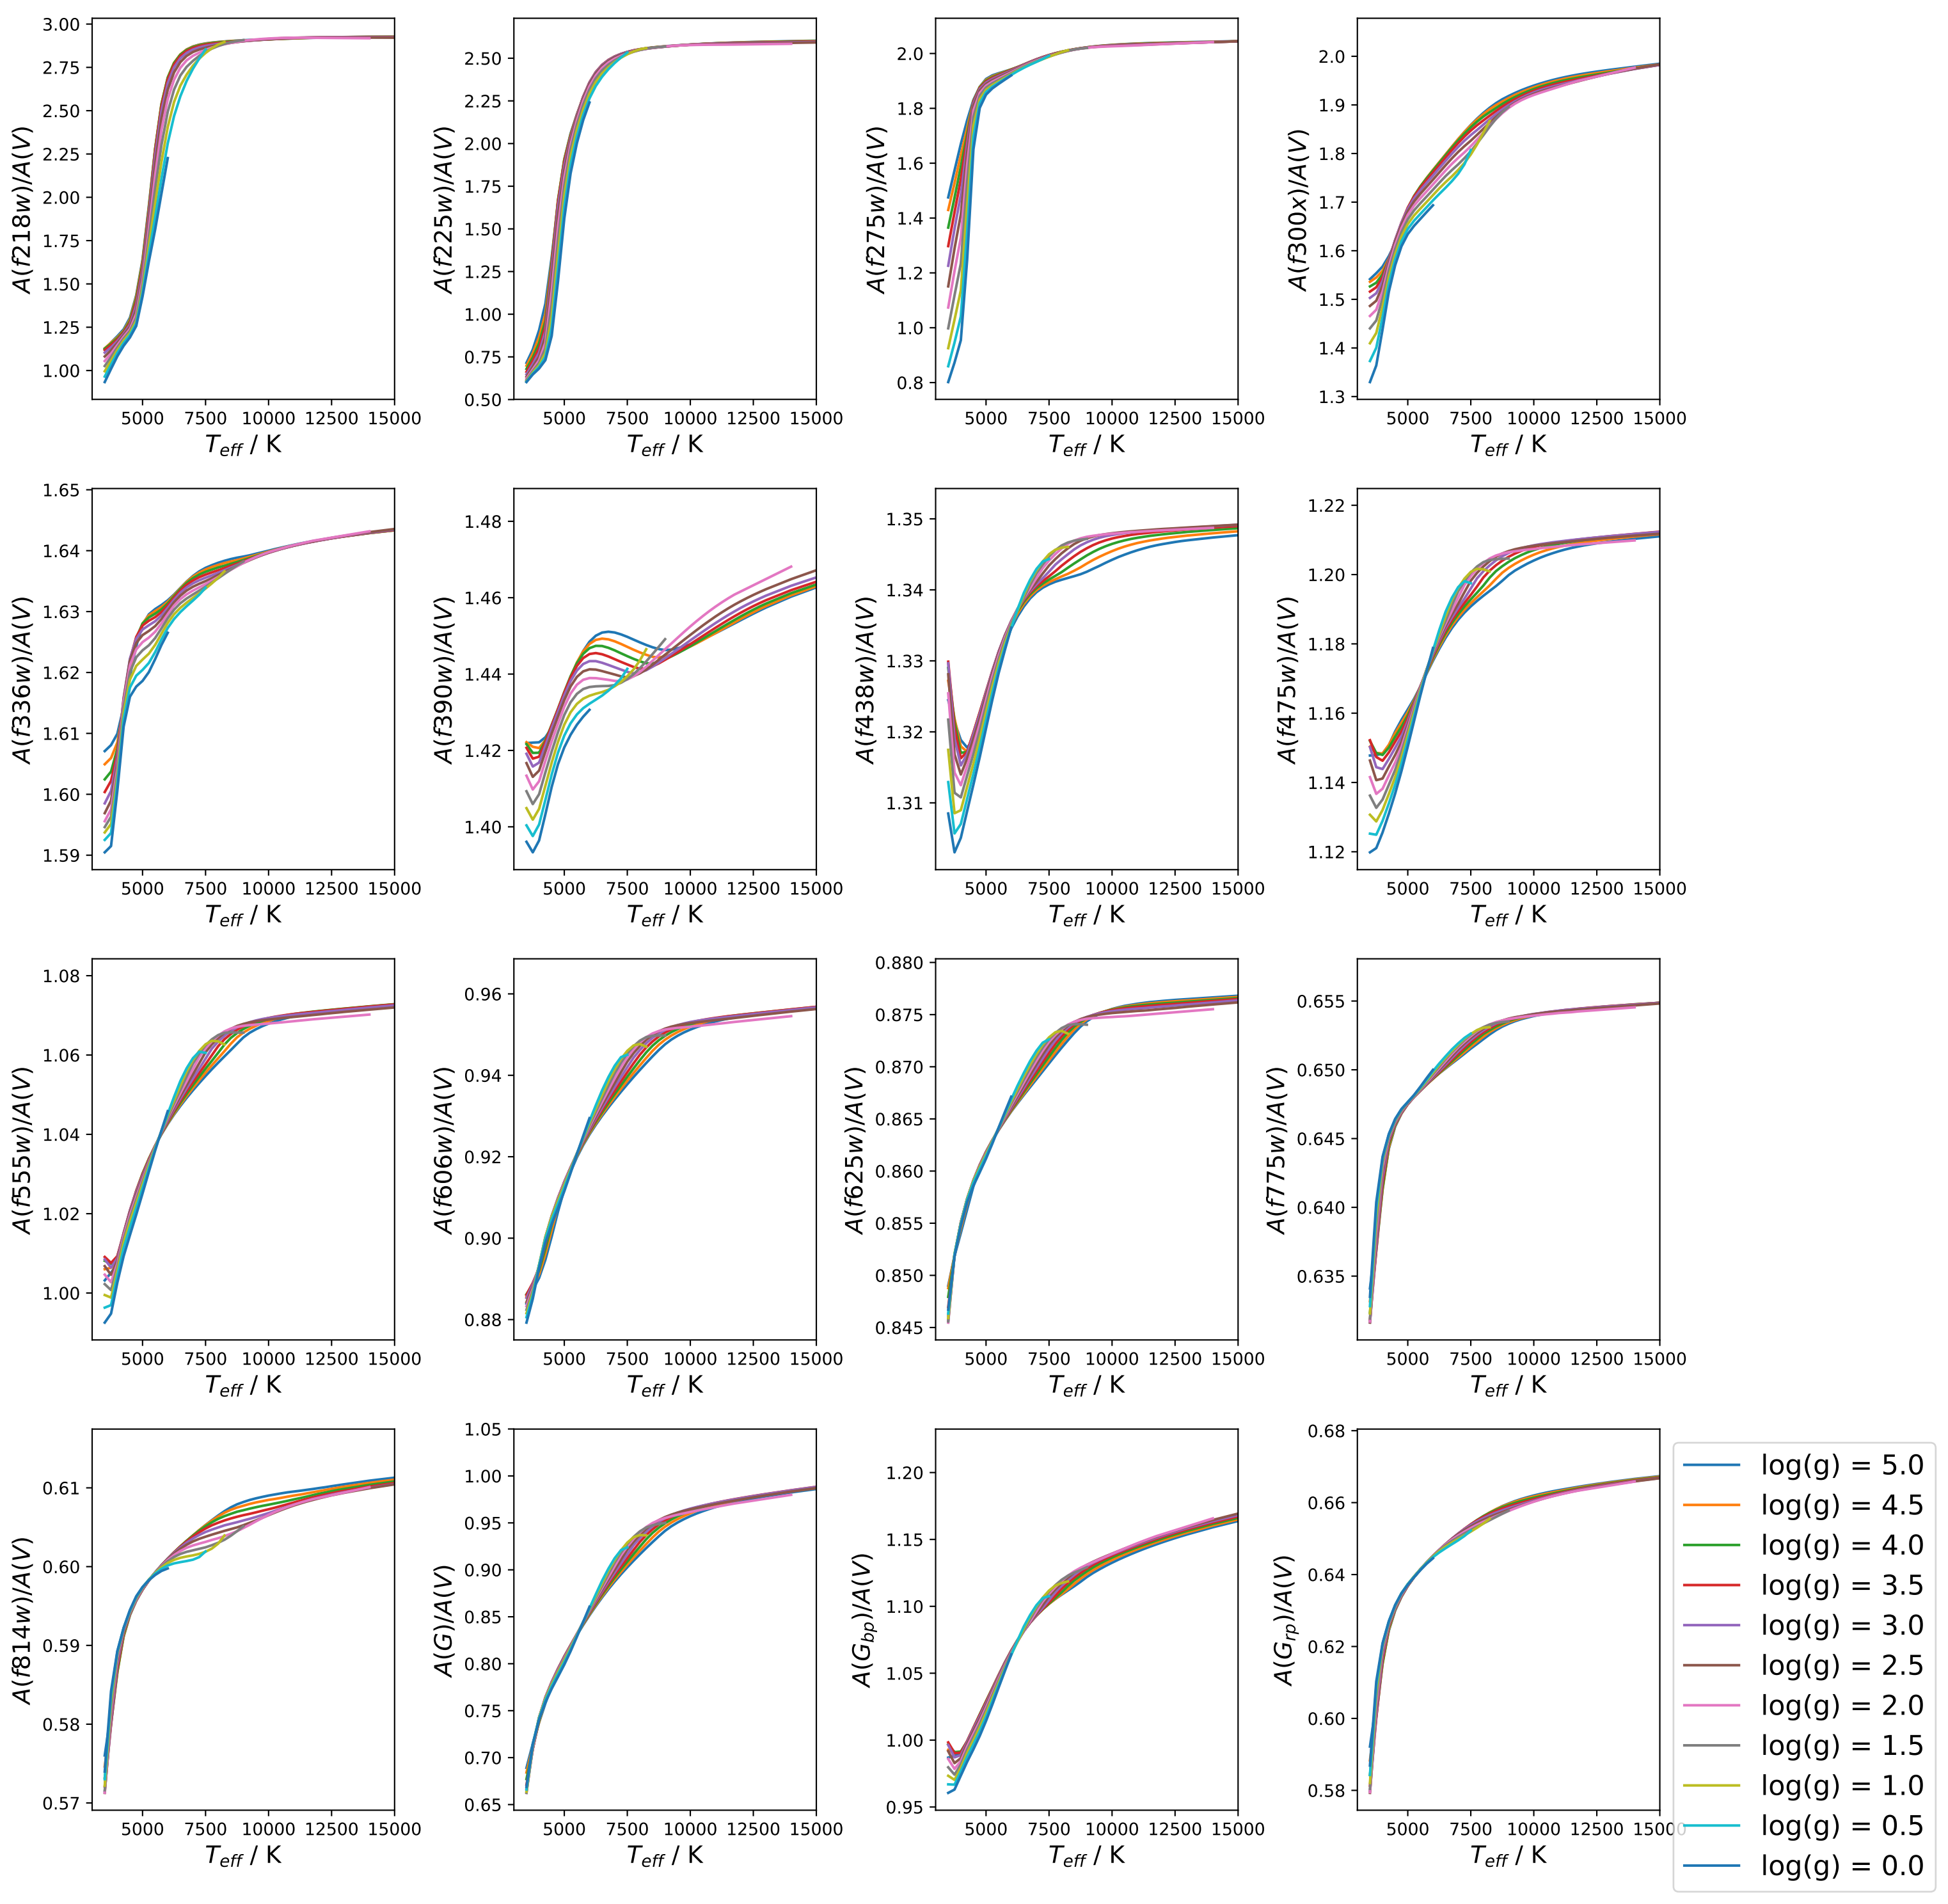 3.00
2.75
2.50
2.25
2.00
1.75
1.50
1.25
1.00
A(f218w)/A(V)
5000 7500 10000 12500 15000
T_eff / K
2.50
2.25
2.00
1.75
1.50
1.25
1.00
0.75
0.50
A(f225w)/A(V)
5000 7500 10000 12500 15000
T_eff / K
2.0
1.8
1.6
1.4
1.2
1.0
0.8
A(f275w)/A(V)
5000 7500 10000 12500 15000
T_eff / K
2.0
1.9
1.8
1.7
1.6
1.5
1.4
1.3
A(f300x)/A(V)
5000 7500 10000 12500 15000
T_eff / K
1.65
1.64
1.63
1.62
1.61
1.60
1.59
A(f336w)/A(V)
5000 7500 10000 12500 15000
T_eff / K
1.48
1.46
1.44
1.42
1.40
A(f390w)/A(V)
5000 7500 10000 12500 15000
T_eff / K
1.35
1.34
1.33
1.32
1.31
A(f438w)/A(V)
5000 7500 10000 12500 15000
T_eff / K
1.22
1.20
1.18
1.16
1.14
1.12
A(f475w)/A(V)
5000 7500 10000 12500 15000
T_eff / K
1.08
1.06
1.04
1.02
1.00
A(f555w)/A(V)
5000 7500 10000 12500 15000
T_eff / K
0.96
0.94
0.92
0.90
0.88
A(f606w)/A(V)
5000 7500 10000 12500 15000
T_eff / K
0.880
0.875
0.870
0.865
0.860
0.855
0.850
0.845
A(f625w)/A(V)
5000 7500 10000 12500 15000
T_eff / K
0.655
0.650
0.645
0.640
0.635
A(f775w)/A(V)
5000 7500 10000 12500 15000
T_eff / K
0.61
0.60
0.59
0.58
0.57
A(f814w)/A(V)
5000 7500 10000 12500 15000
T_eff / K
1.05
1.00
0.95
0.90
0.85
0.80
0.75
0.70
0.65
A(G)/A(V)
5000 7500 10000 12500 15000
T_eff / K
1.20
1.15
1.10
1.05
1.00
0.95
A(G_bp)/A(V)
5000 7500 10000 12500 15000
T_eff / K
0.68
0.66
0.64
0.62
0.60
0.58
A(G_rp)/A(V)
5000 7500 10000 12500 15000
T_eff / K
log(g) = 5.0
log(g) = 4.5
log(g) = 4.0
log(g) = 3.5
log(g) = 3.0
log(g) = 2.5
log(g) = 2.0
log(g) = 1.5
log(g) = 1.0
log(g) = 0.5
log(g) = 0.0